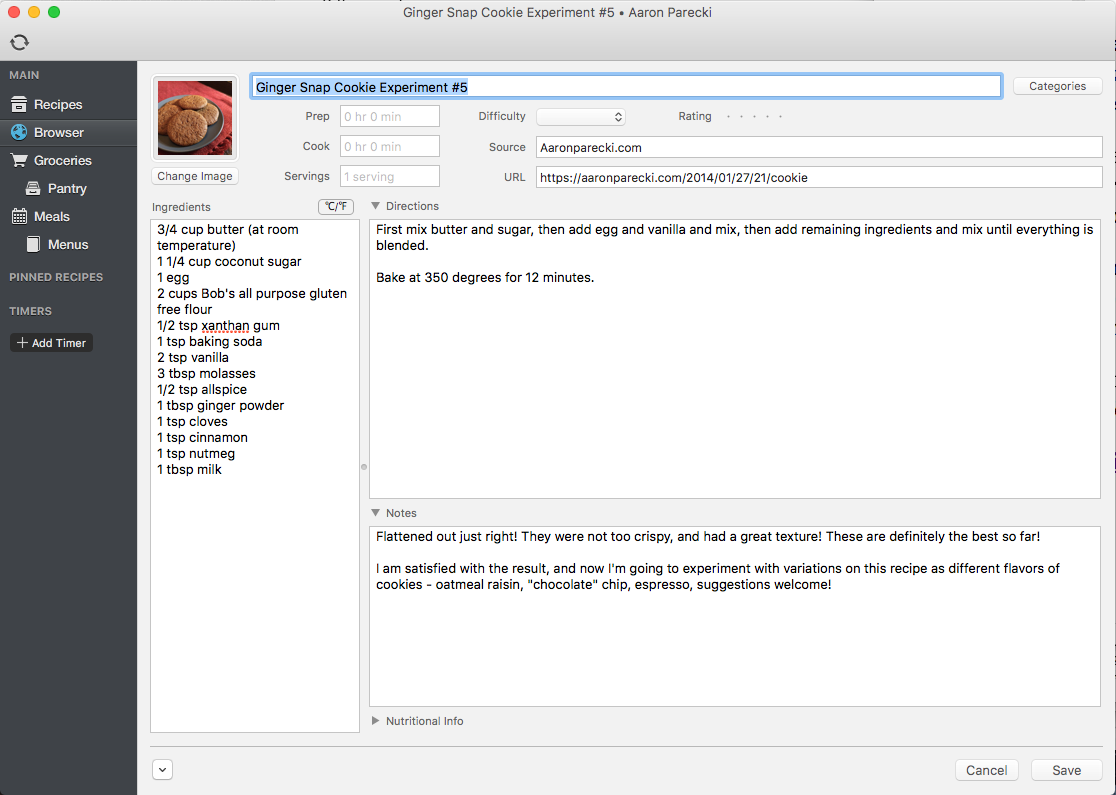 Ginger Snap Cookie Experiment #5 • Aaron Parecki
MAIN
Recipes
Browser
Groceries
Pantry
Meals
Menus
PINNED RECIPES
TIMERS
+ Add Timer
Change Image
Ginger Snap Cookie Experiment #5
Categories
Prep 0 hr 0 min
Difficulty
Rating
Cook 0 hr 0 min
Source Aaronparecki.com
Servings 1 serving
URL https://aaronparecki.com/2014/01/27/21/cookie
Ingredients
°C/°F
3/4 cup butter (at room
temperature)
1 1/4 cup coconut sugar
1 egg
2 cups Bob's all purpose gluten
free flour
1/2 tsp xanthan gum
1 tsp baking soda
2 tsp vanilla
3 tbsp molasses
1/2 tsp allspice
1 tbsp ginger powder
1 tsp cloves
1 tsp cinnamon
1 tsp nutmeg
1 tbsp milk
Directions
First mix butter and sugar, then add egg and vanilla and mix, then add remaining ingredients and mix until everything is
blended.
Bake at 350 degrees for 12 minutes.
Notes
Flattened out just right! They were not too crispy, and had a great texture! These are definitely the best so far!
I am satisfied with the result, and now I'm going to experiment with variations on this recipe as different flavors of
cookies - oatmeal raisin, "chocolate" chip, espresso, suggestions welcome!
Nutritional Info
Cancel
Save